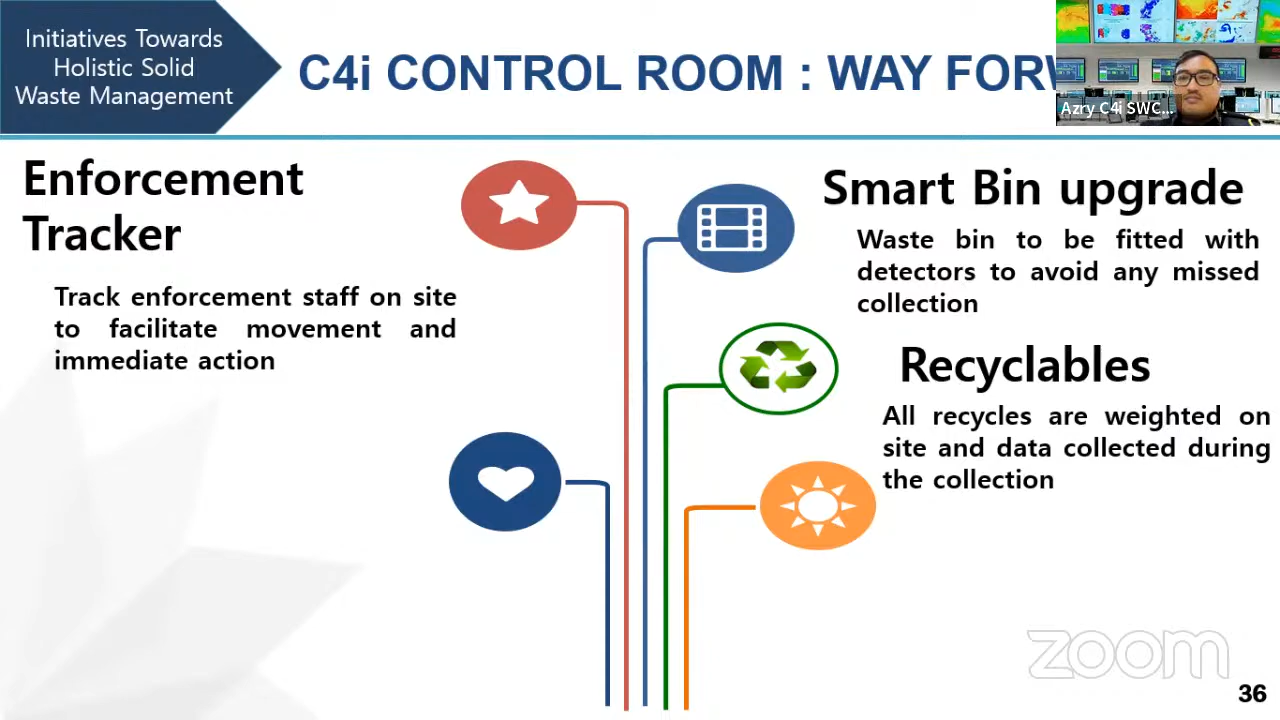 Initiatives Towards
Holistic Solid
Waste Management
C4i CONTROL ROOM : WAY FORW
Azry C4i SWC...
Enforcement
Tracker
Track enforcement staff on site
to facilitate movement and
immediate action
Smart Bin upgrade
Waste bin to be fitted with
detectors to avoid any missed
collection
Recyclables
All recycles are weighted on
site and data collected during
the collection
zoom
36